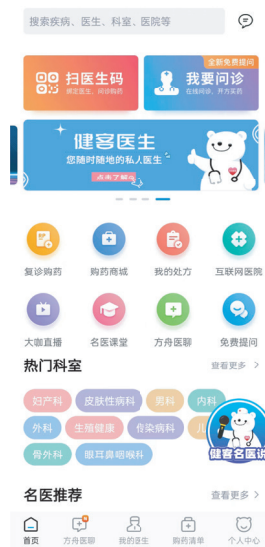 搜索疾病、医生、科室、医院等
扫医生码
绑定医生，问诊购药
全新免费提问
我要问诊
在线问诊、开方买药
健客医生
您随时随地的私人医生
点击了解
复诊购药 购药商城 我的处方 互联网医院
大咖直播 名医课堂 方舟医聊 免费提问
热门科室 查看更多 >
妇产科 皮肤性病科 男科 内科
外科 生殖健康 传染病科 儿
骨外科 眼耳鼻咽喉科
健客名医说
名医推荐 查看更多 >
首页 方舟医聊 我的医生 购药清单 个人中心